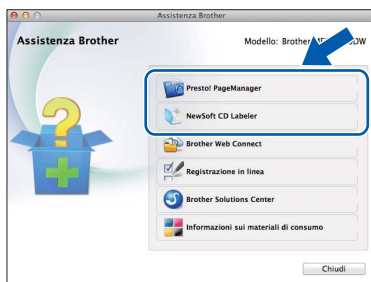 Assistenza Brother
Assistenza Brother
Modello: Brother
Presto! PageManager
NewSoft CD Labeler
Brother Web Connect
Registrazione in linea
Brother Solutions Center
Informazioni sui materiali di consumo
Chiudi